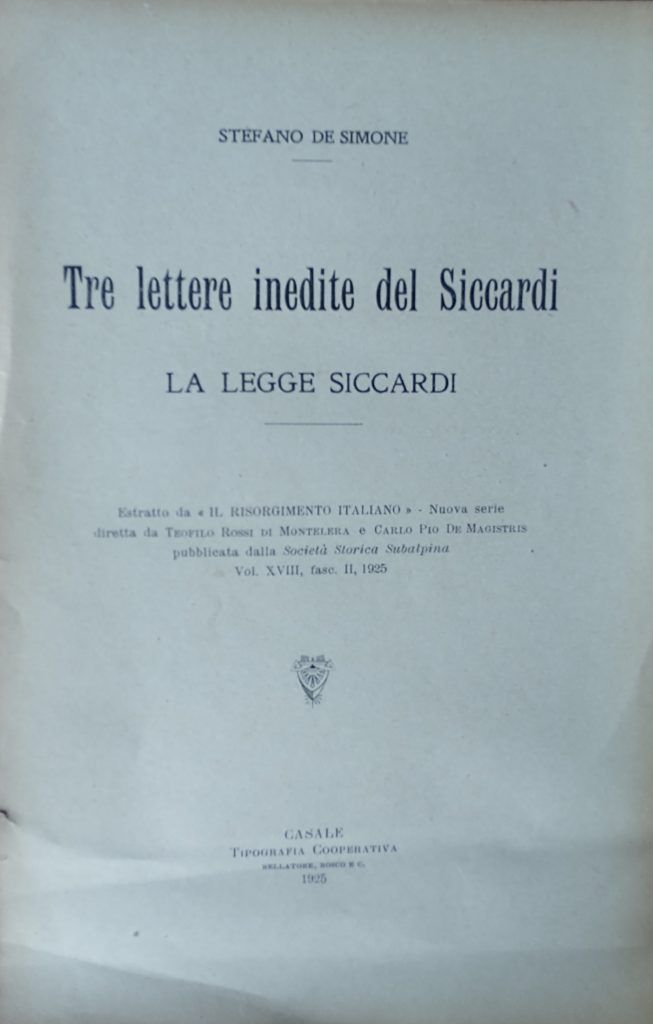 STEFANO DE SIMONE
Tre lettere inedite del Siccardi
LA LEGGE SICCARDI
Estratto da « IL RISORGIMENTO ITALIANO » - Nuova serie
diretta da TEOFILO ROSSI DI MONTELERA e CARLO PIO DE MAGISTRIS
pubblicata dalla Società Storica Subalpina
Vol. XVIII, fasc. II, 1925
CASALE
TIPOGRAFIA COOPERATIVA
BELLATORE, BOSCO E C.
1925